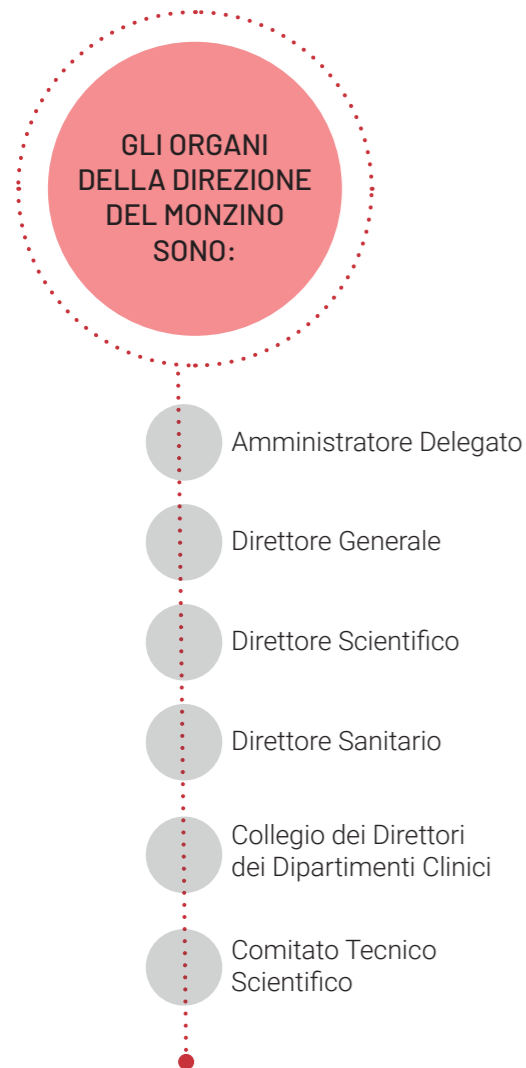 GLI ORGANI
DELLA DIREZIONE
DEL MONZINO
SONO:
Amministratore Delegato
Direttore Generale
Direttore Scientifico
Direttore Sanitario
Collegio dei Direttori
dei Dipartimenti Clinici
Comitato Tecnico
Scientifico